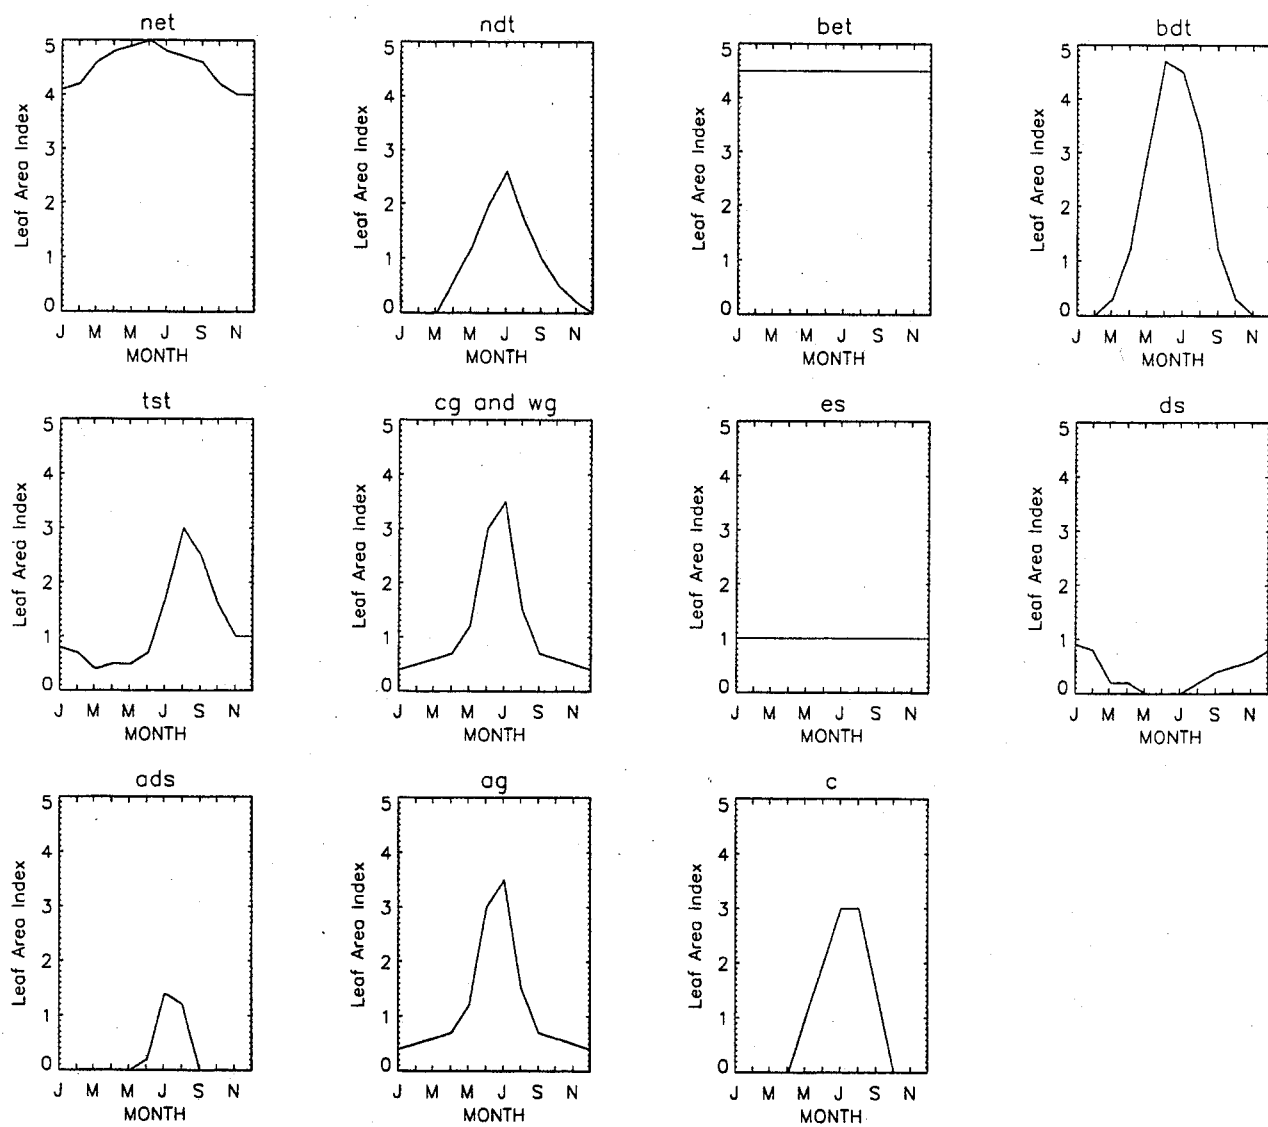 net
5
4
3
2
1
0
Leaf Area Index
J M M J S N
MONTH
ndt
5
4
3
2
1
0
Leaf Area Index
J M M J S N
MONTH
bet
5
4
3
2
1
0
Leaf Area Index
J M M J S N
MONTH
bdt
5
4
3
2
1
0
Leaf Area Index
J M M J S N
MONTH
tst
5
4
3
2
1
0
Leaf Area Index
J M M J S N
MONTH
cg and wg
5
4
3
2
1
0
Leaf Area Index
J M M J S N
MONTH
es
5
4
3
2
1
0
Leaf Area Index
J M M J S N
MONTH
ds
5
4
3
2
1
0
Leaf Area Index
J M M J S N
MONTH
ads
5
4
3
2
1
0
Leaf Area Index
J M M J S N
MONTH
ag
5
4
3
2
1
0
Leaf Area Index
J M M J S N
MONTH
c
5
4
3
2
1
0
Leaf Area Index
J M M J S N
MONTH